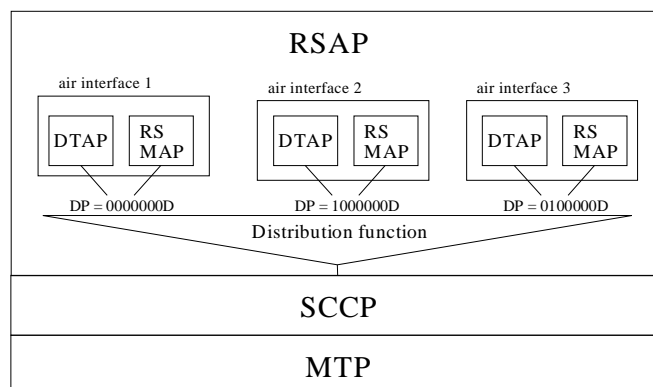 RSAP
air interface 1
air interface 2
air interface 3
DTAP
RS
MAP
DTAP
RS
MAP
DTAP
RS
MAP
DP = 0000000D
DP = 1000000D
DP = 0100000D
Distribution function
SCCP
MTP